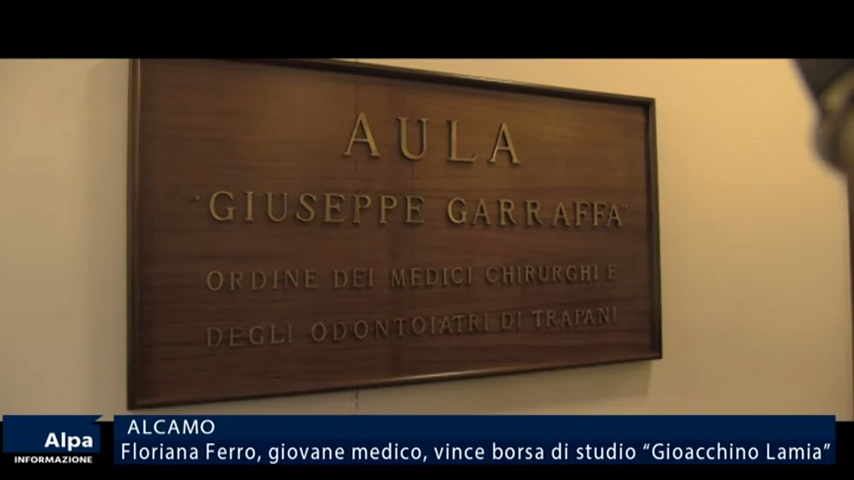 AULA
"GIUSEPPE GARRAFFA"
ORDINE DEI MEDICI CHIRURGHI E
DEGLI ODONTOIATRI DI TRAPANI
Alpa
INFORMAZIONE
ALCAMO
Floriana Ferro, giovane medico, vince borsa di studio “Gioacchino Lamia”